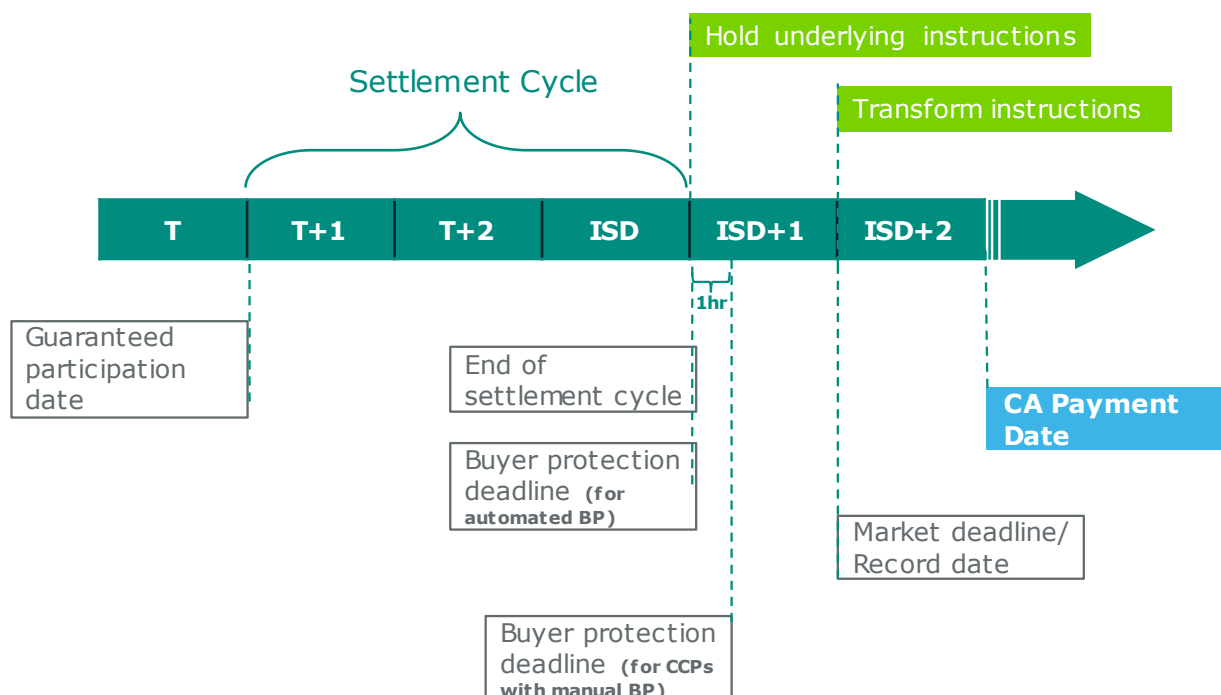 Hold underlying instructions
Settlement Cycle
Transform instructions
T
T+1
T+2
ISD
ISD+1
ISD+2
1hr
Guaranteed
participation
date
End of
settlement cycle
CA Payment
Date
Buyer protection
deadline (for
automated BP)
Market deadline/
Record date
Buyer protection
deadline (for CCPs
with manual BP)